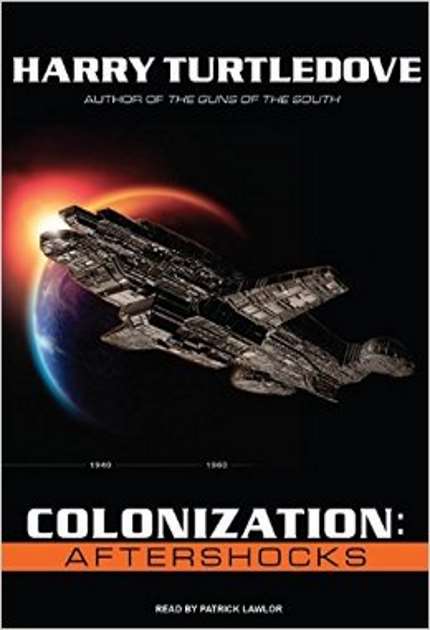 HARRY TURTLEDOVE
AUTHOR OF THE GUNS OF THE SOUTH
1940 1960
COLONIZATION:
AFTERSHOCKS
READ BY PATRICK LAWLOR